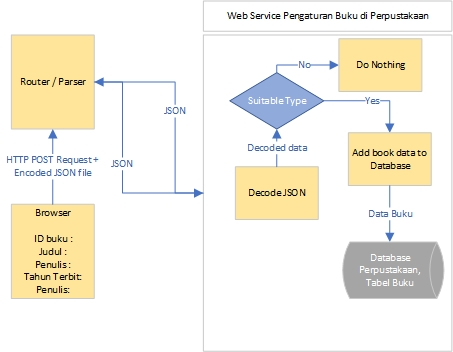 Web Service Pengaturan Buku di Perpustakaan
Router / Parser
No
Do Nothing
Suitable Type
Yes
JSON
JSON
HTTP POST Request +
Encoded JSON file
Decoded data
Add book data to
Database
Decode JSON
Browser
ID buku :
Judul :
Penulis :
Tahun Terbit:
Penulis:
Data Buku
Database
Perpustakaan,
Tabel Buku